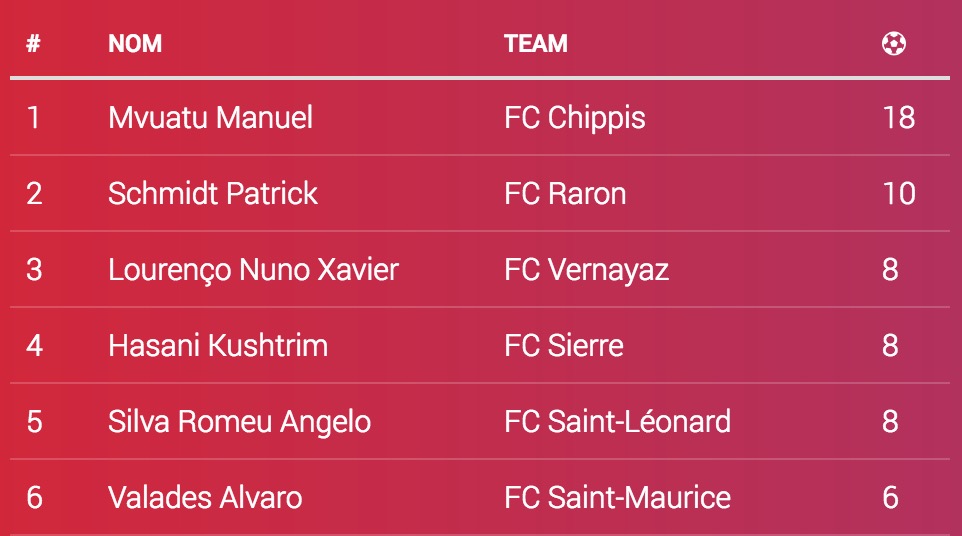 # NOM TEAM
1 Mvuatu Manuel FC Chippis 18
2 Schmidt Patrick FC Raron 10
3 Lourenço Nuno Xavier FC Vernayaz 8
4 Hasani Kushtrim FC Sierre 8
5 Silva Romeu Angelo FC Saint-Léonard 8
6 Valades Alvaro FC Saint-Maurice 6